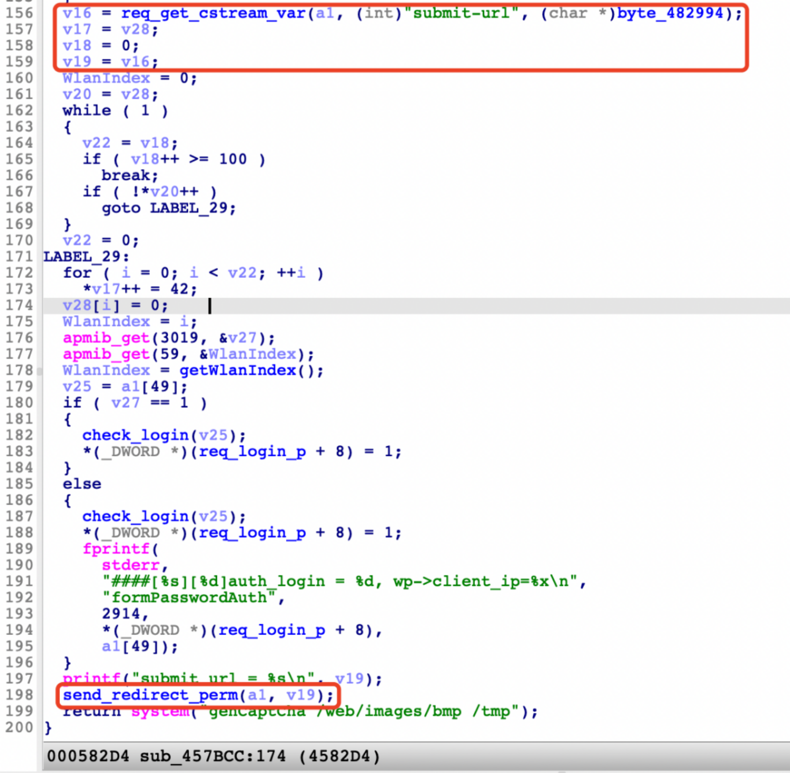 156 v16 = req_get_cstream_var(a1, (int)"submit-url", (char *)byte_482994);
157 v17 = v28;
158 v18 = 0;
159 v19 = v16;
160 WlanIndex = 0;
161 v20 = v28;
162 while ( 1 )
163 {
164 v22 = v18;
165 if ( v18++ >= 100 )
166 break;
167 if ( !*v20++ )
168 goto LABEL_29;
169 }
170 v22 = 0;
171 LABEL_29:
172 for ( i = 0; i < v22; ++i )
173 *v17++ = 42;
174 v28[i] = 0;
175 WlanIndex = i;
176 apmib_get(3019, &v27);
177 apmib_get(59, &WlanIndex);
178 WlanIndex = getWlanIndex();
179 v25 = a1[49];
180 if ( v27 == 1 )
181 {
182 check_login(v25);
183 *(_DWORD *)(req_login_p + 8) = 1;
184 }
185 else
186 {
187 check_login(v25);
188 *(_DWORD *)(req_login_p + 8) = 1;
189 fprintf(
190 stderr,
191 "####[%s][%d]auth_login = %d, wp->client_ip=%x\n",
192 "formPasswordAuth",
193 2914,
194 *(_DWORD *)(req_login_p + 8),
195 a1[49]);
196 }
197 printf("submit_url = %s\n", v19);
198 send_redirect_perm(a1, v19);
199 return system("genCaptcha /web/images/bmp /tmp");
200 }
000582D4 sub_457BCC:174 (4582D4)